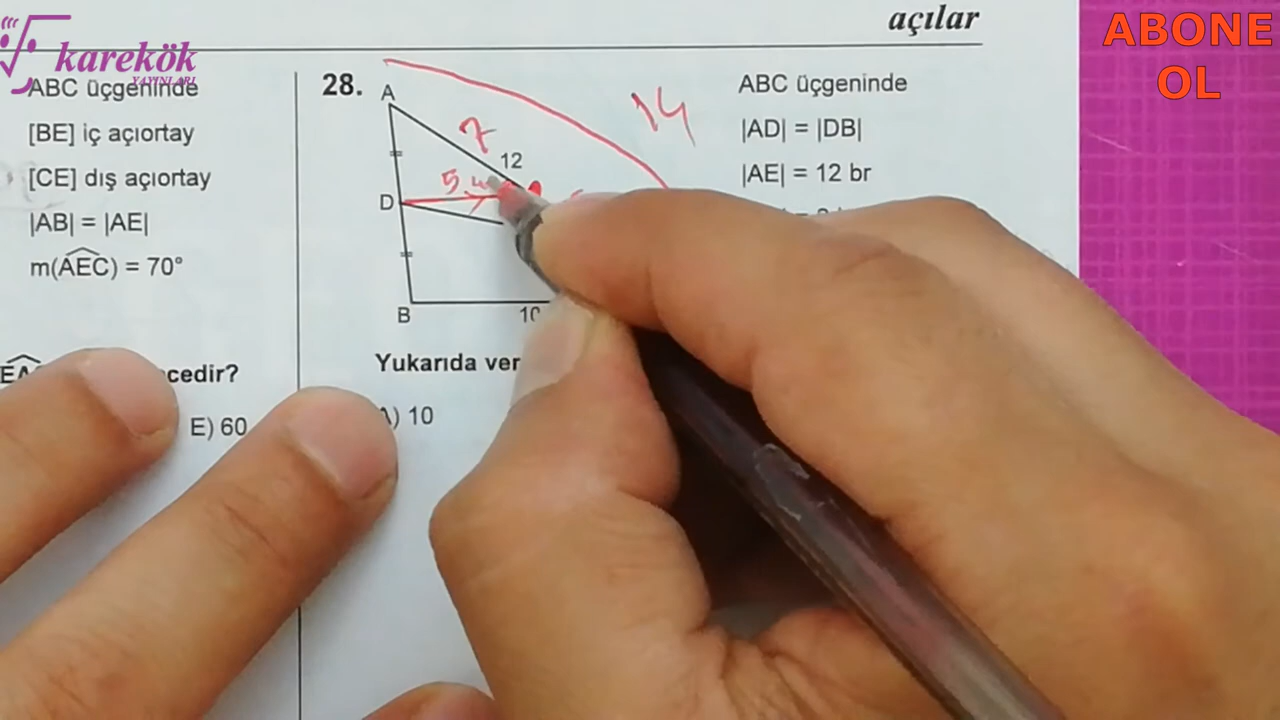 açılar
ABONE
OL
karekök
YAYINLARI
ABC üçgeninde
[BE] iç açıortay
[CE] dış açıortay
|AB| = |AE|
m(AEC) = 70°
cedir?
E) 60
28.
A
7
12
14
5
D
B
Yukarıda ver
A) 10
ABC üçgeninde
|AD| = |DB|
|AE| = 12 br